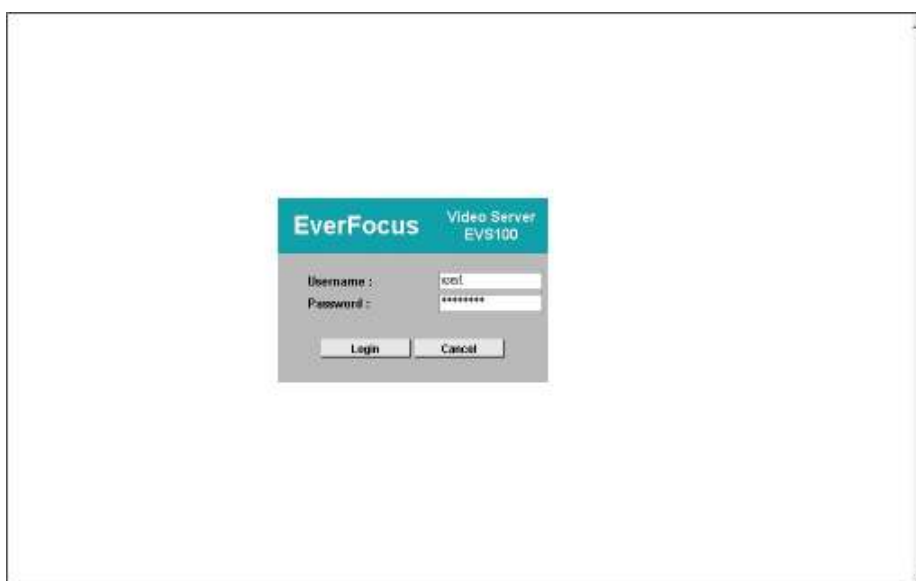 EverFocus
Video Server
EVS100
Username :
Password :
********
Login
Cancel